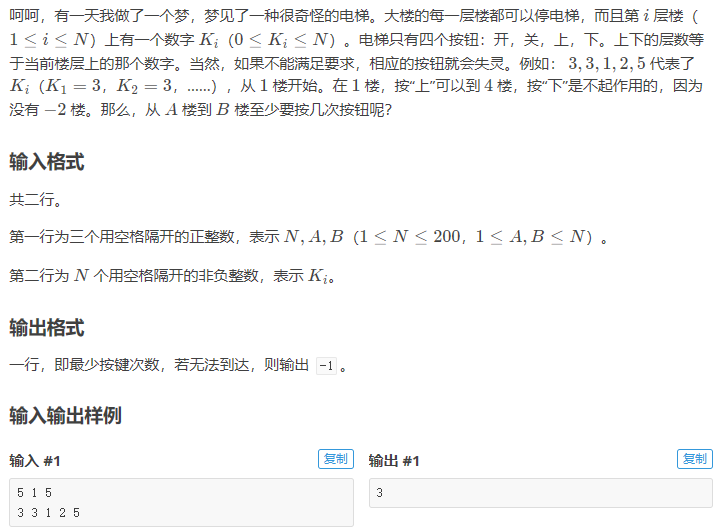 呵呵，有一天我做了一个梦，梦见了一种很奇怪的电梯。大楼的每一层楼都可以停电梯，而且第 i 层楼（
1 ≤ i ≤ N）上有一个数字 K_i（0 ≤ K_i ≤ N）。电梯只有四个按钮：开，关，上，下。上下的层数等
于当前楼层上的那个数字。当然，如果不能满足要求，相应的按钮就会失灵。例如： 3, 3, 1, 2, 5 代表了
K_i（K_1 = 3，K_2 = 3，……），从 1 楼开始。在 1 楼，按“上”可以到 4 楼，按“下”是不起作用的，因为
没有 −2 楼。那么，从 A 楼到 B 楼至少要按几次按钮呢？
输入格式
共二行。
第一行为三个用空格隔开的正整数，表示 N, A, B（1 ≤ N ≤ 200，1 ≤ A, B ≤ N）。
第二行为 N 个用空格隔开的非负整数，表示 K_i。
输出格式
一行，即最少按键次数，若无法到达，则输出 -1 。
输入输出样例
输入 #1 复制
5 1 5
3 3 1 2 5
输出 #1 复制
3